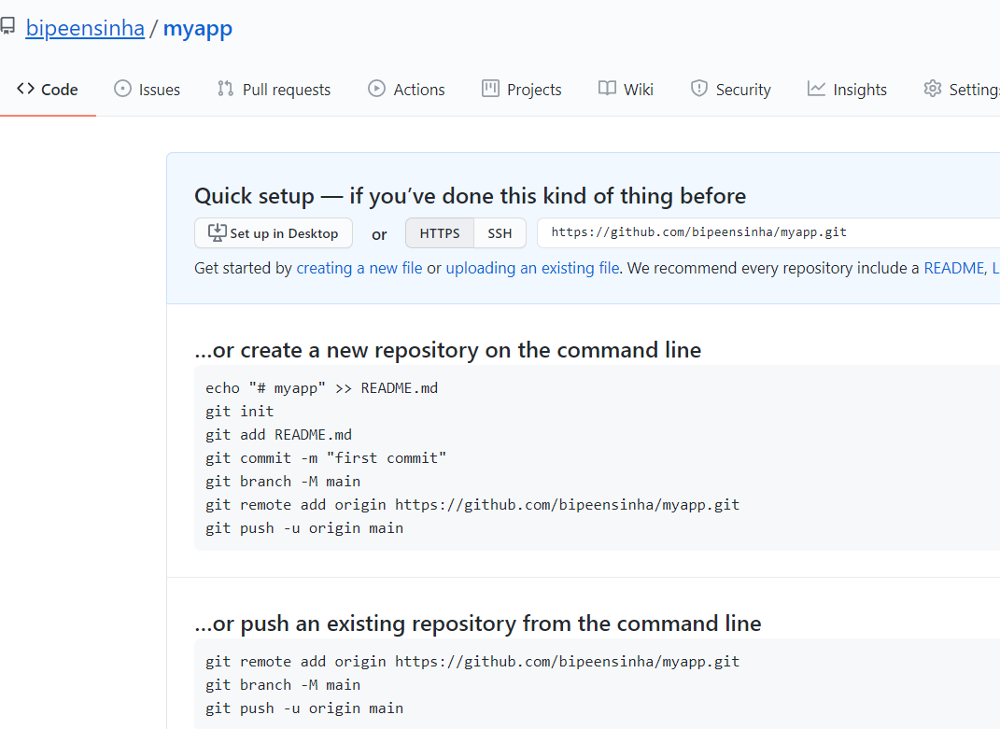 bipeensinha / myapp
Code Issues Pull requests Actions Projects Wiki Security Insights Settings
Quick setup — if you’ve done this kind of thing before
Set up in Desktop or HTTPS SSH https://github.com/bipeensinha/myapp.git
Get started by creating a new file or uploading an existing file. We recommend every repository include a README, L
…or create a new repository on the command line
echo "# myapp" >> README.md
git init
git add README.md
git commit -m "first commit"
git branch -M main
git remote add origin https://github.com/bipeensinha/myapp.git
git push -u origin main
…or push an existing repository from the command line
git remote add origin https://github.com/bipeensinha/myapp.git
git branch -M main
git push -u origin main